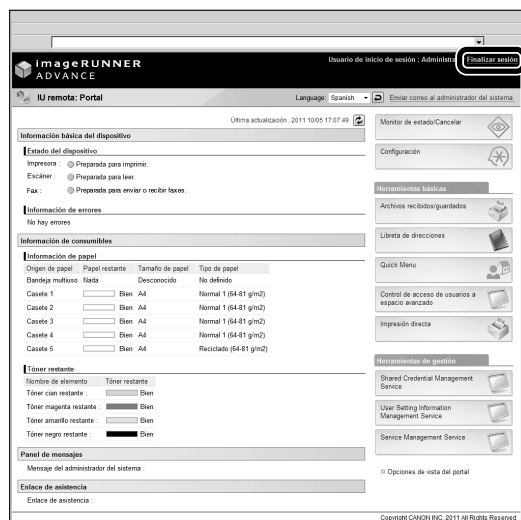 imageRUNNER
ADVANCE
Usuario de inicio de sesión : Administra
Finalizar sesión
IU remota: Portal
Language: Spanish
Enviar correo al administrador del sistema
Última actualización : 2011 10/05 17:07:49
Información básica del dispositivo
Estado del dispositivo
Impresora : Preparada para imprimir.
Escáner : Preparada para leer.
Fax : Preparada para enviar o recibir faxes.
Información de errores
No hay errores
Información de consumibles
Información de papel
Origen de papel Papel restante Tamaño de papel Tipo de papel
Bandeja multiuso Nada Desconocido No definido
Casete 1 Bien A4 Normal 1 (64-81 g/m2)
Casete 2 Bien A4 Normal 1 (64-81 g/m2)
Casete 3 Bien A4 Normal 1 (64-81 g/m2)
Casete 4 Bien A4 Normal 1 (64-81 g/m2)
Casete 5 Bien A4 Reciclado (64-81 g/m2)
Tóner restante
Nombre de elemento Tóner restante
Tóner cian restante : Bien
Tóner magenta restante : Bien
Tóner amarillo restante : Bien
Tóner negro restante : Bien
Panel de mensajes
Mensaje del administrador del sistema :
Enlace de asistencia
Enlace de asistencia :
Monitor de estado/Cancelar
Configuración
Herramientas básicas
Archivos recibidos/guardados
Libreta de direcciones
Quick Menu
Control de acceso de usuarios a
espacio avanzado
Impresión directa
Herramientas de gestión
Shared Credential Management
Service
User Setting Information
Management Service
Service Management Service
Opciones de vista del portal
Copyright CANON INC. 2011 All Rights Reserved